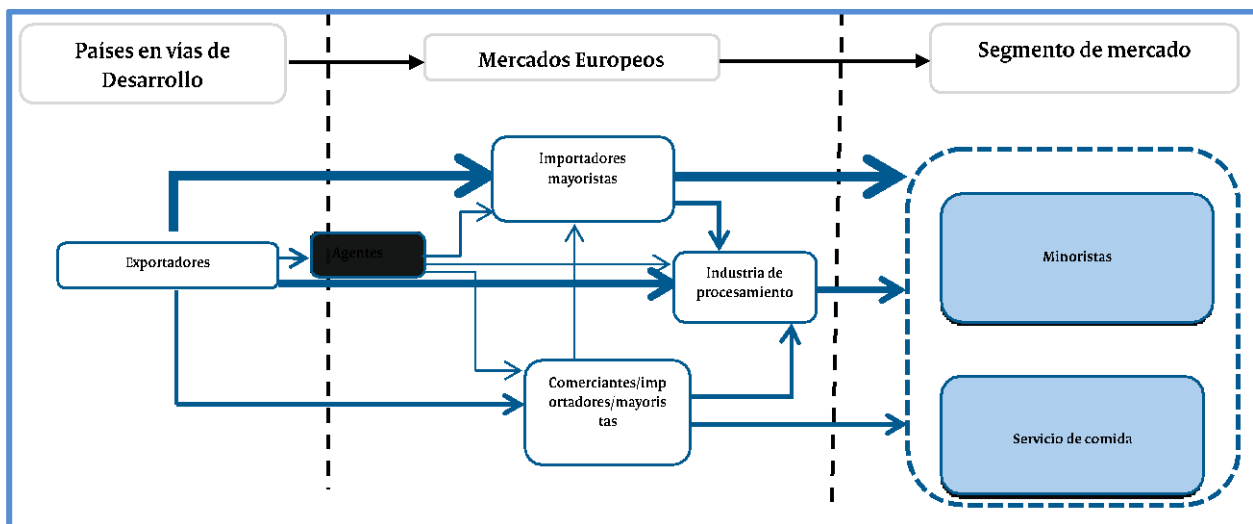 Países en vías de
Desarrollo
Mercados Europeos
Segmento de mercado
Importadores
mayoristas
Exportadores
Agentes
Industria de
procesamiento
Minoristas
Comerciantes/imp
ortadores/mayoris
tas
Servicio de comida